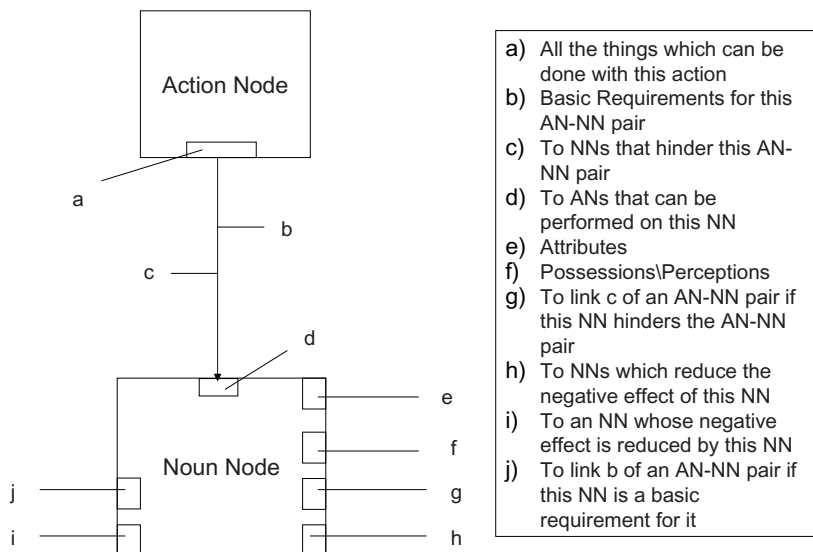 Action Node
a
b
c
d
e
f
Noun Node
j
g
i
h
a) All the things which can be
done with this action
b) Basic Requirements for this
AN-NN pair
c) To NNs that hinder this AN-
NN pair
d) To ANs that can be
performed on this NN
e) Attributes
f) Possessions\Perceptions
g) To link c of an AN-NN pair if
this NN hinders the AN-NN
pair
h) To NNs which reduce the
negative effect of this NN
i) To an NN whose negative
effect is reduced by this NN
j) To link b of an AN-NN pair if
this NN is a basic
requirement for it